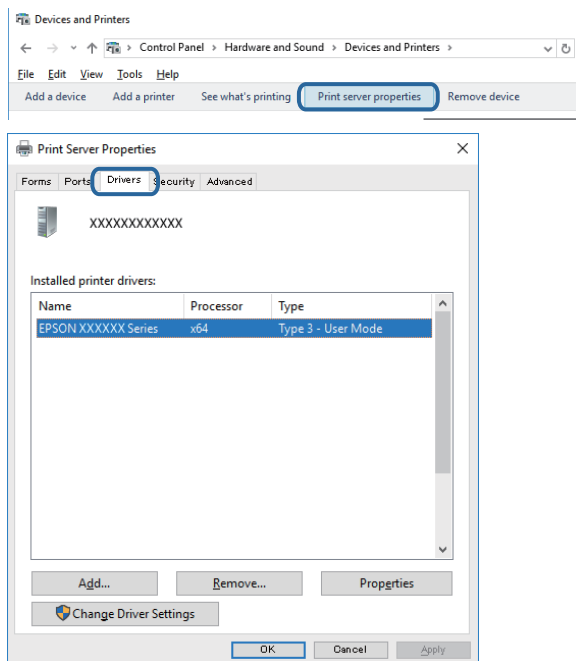 Devices and Printers
Control Panel > Hardware and Sound > Devices and Printers >
File Edit View Tools Help
Add a device Add a printer See what's printing Print server properties Remove device
Print Server Properties
Forms Ports Drivers Security Advanced
XXXXXXXXXXXX
Installed printer drivers:
Name Processor Type
EPSON XXXXXX Series x64 Type 3 - User Mode
Add... Remove... Properties
Change Driver Settings
OK Cancel Apply